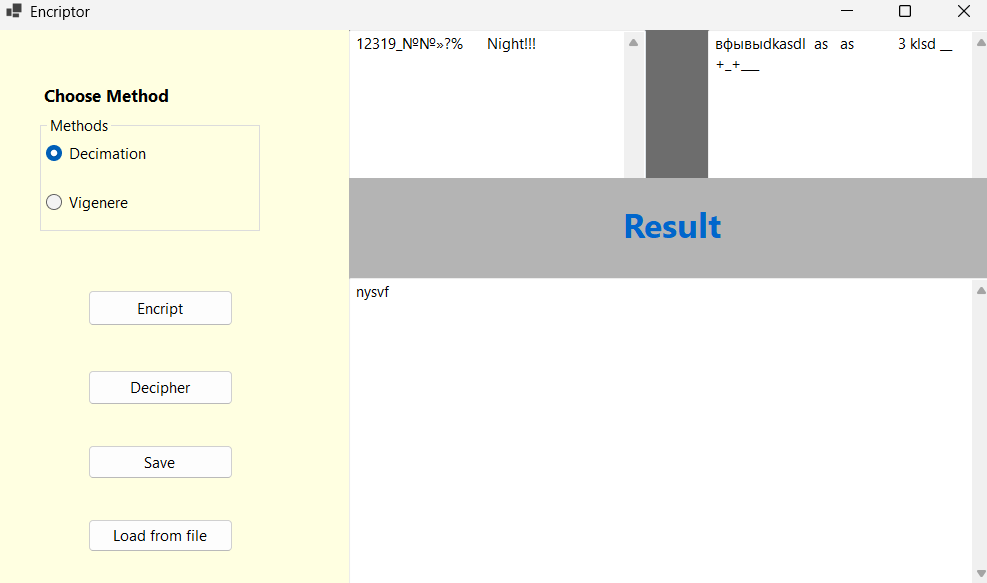 Encriptor
Choose Method
Methods
Decimation
Vigenere
Encript
Decipher
Save
Load from file
12319_№№»?% Night!!!
вфывыdkasdl as as 3 klsd __
+_+___
Result
nysvf